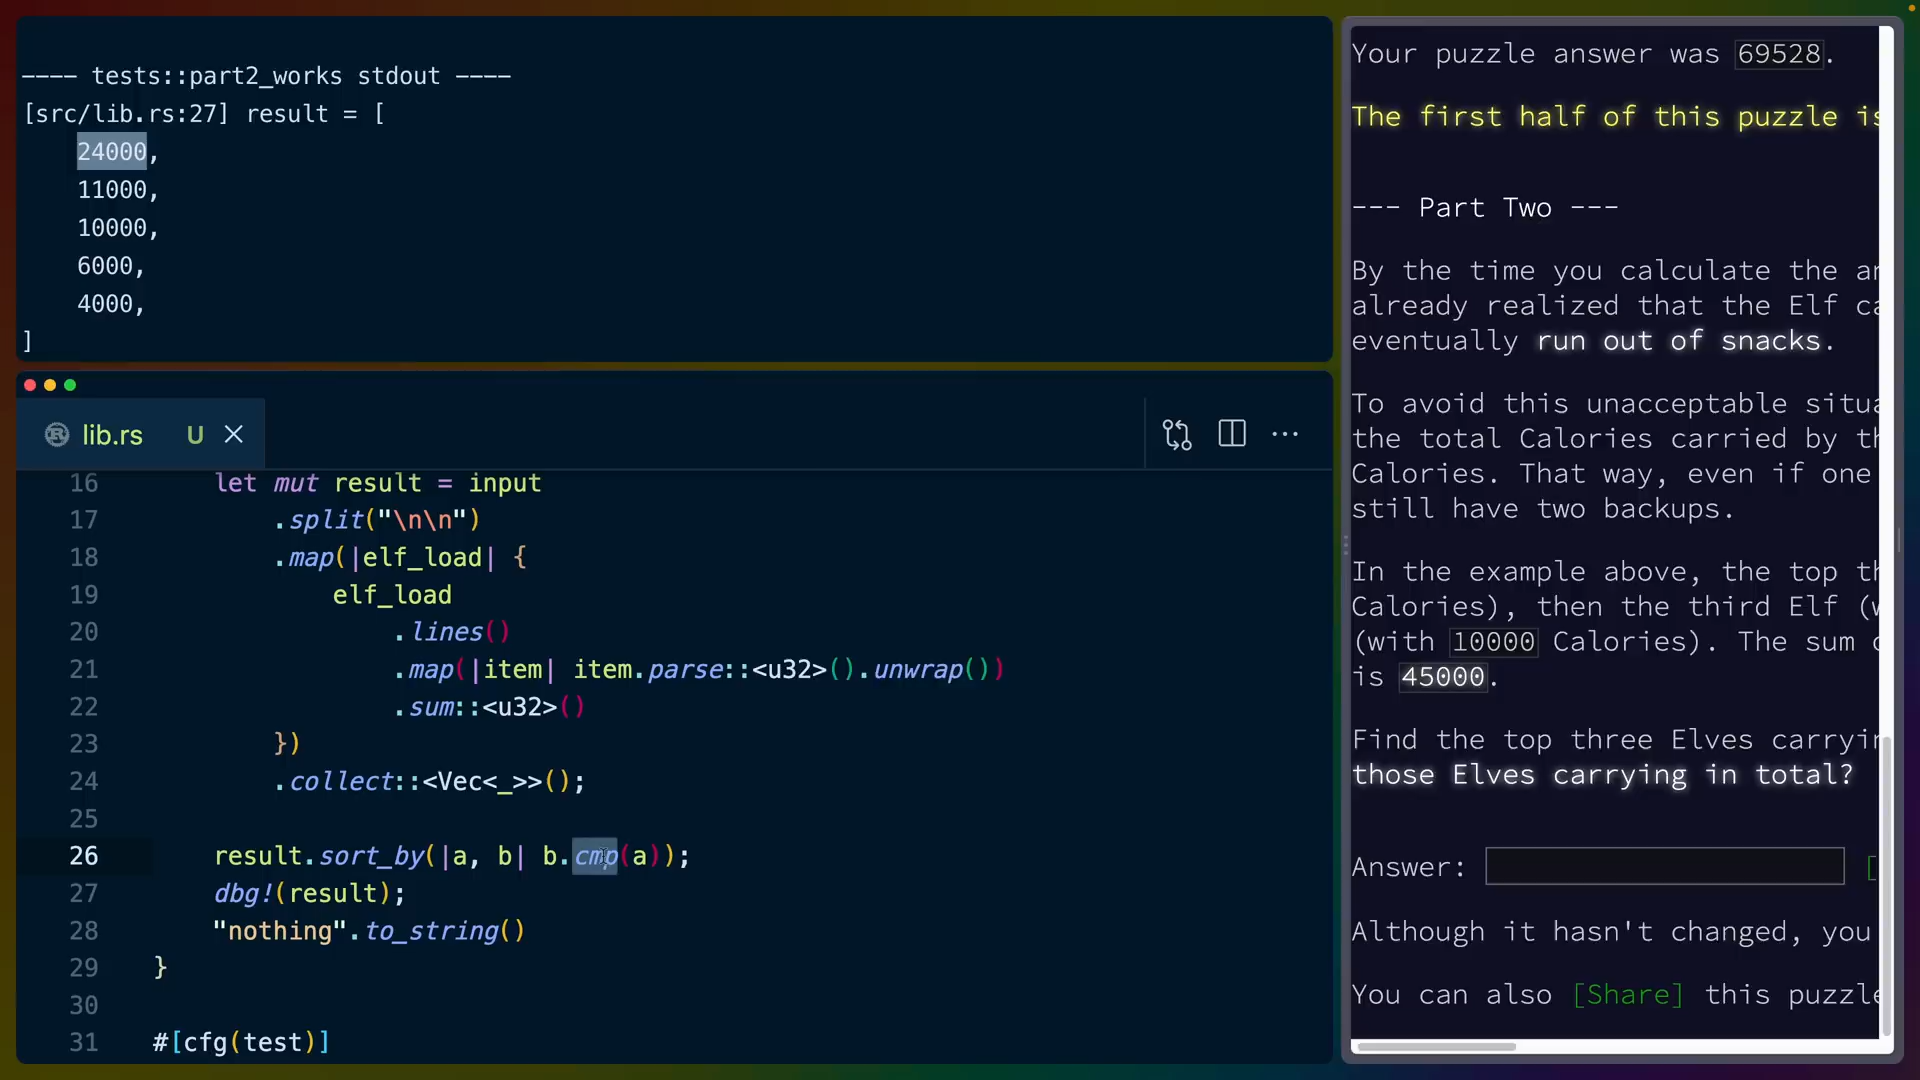 ---- tests::part2_works stdout ----
[src/lib.rs:27] result = [
    24000,
    11000,
    10000,
    6000,
    4000,
]
lib.rs U
16     let mut result = input
17         .split("\n\n")
18         .map(|elf_load| {
19             elf_load
20                 .lines()
21                 .map(|item| item.parse::<u32>().unwrap())
22                 .sum::<u32>()
23         })
24         .collect::<Vec<_>>();
25
26     result.sort_by(|a, b| b.cmp(a));
27     dbg!(result);
28     "nothing".to_string()
29 }
30
31 #[cfg(test)]
Your puzzle answer was 69528.
The first half of this puzzle is
--- Part Two ---
By the time you calculate the
already realized that the Elf
eventually run out of snacks.
To avoid this unacceptable
the total Calories carried by
Calories. That way, even if one
still have two backups.
In the example above, the top
Calories), then the third Elf
(with 10000 Calories). The sum
is 45000.
Find the top three Elves
those Elves carrying in total?
Answer: [
Although it hasn't changed, you
You can also [Share] this puzzle